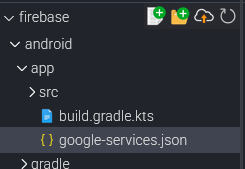 firebase
android
app
src
build.gradle.kts
{ } google-services.json
gradle